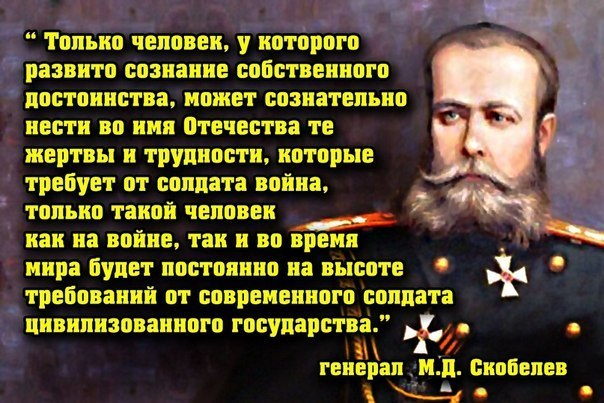 “ Только человек, у которого
развито сознание собственного
достоинства, может сознательно
нести во имя Отечества те
жертвы и трудности, которые
требует от солдата война,
только такой человек
как на войне, так и во время
мира будет постоянно на высоте
требований от современного солдата
цивилизованного государства.”
генерал М.Д. Скобелев